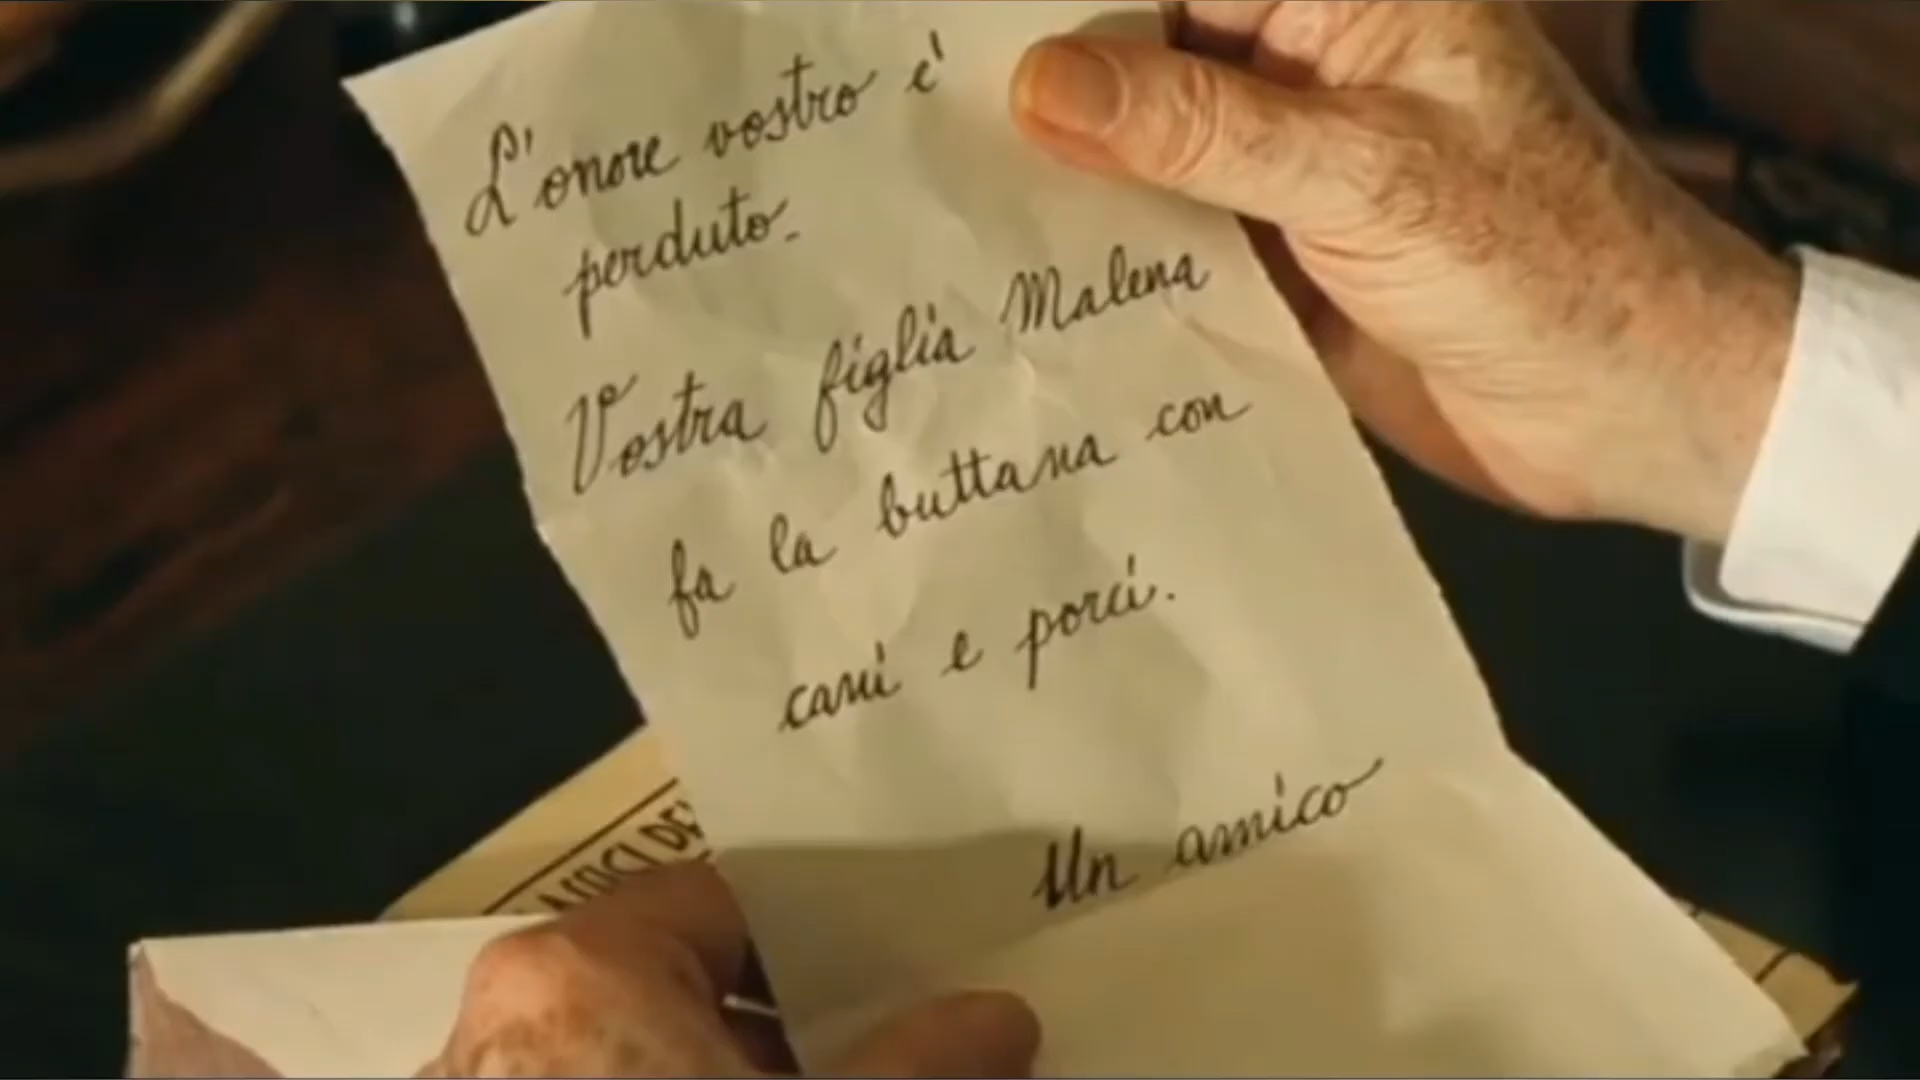 L'onore vostro e'
perduto.
Vostra figlia Malena
fa la buttana con
cani e porci.
Un amico